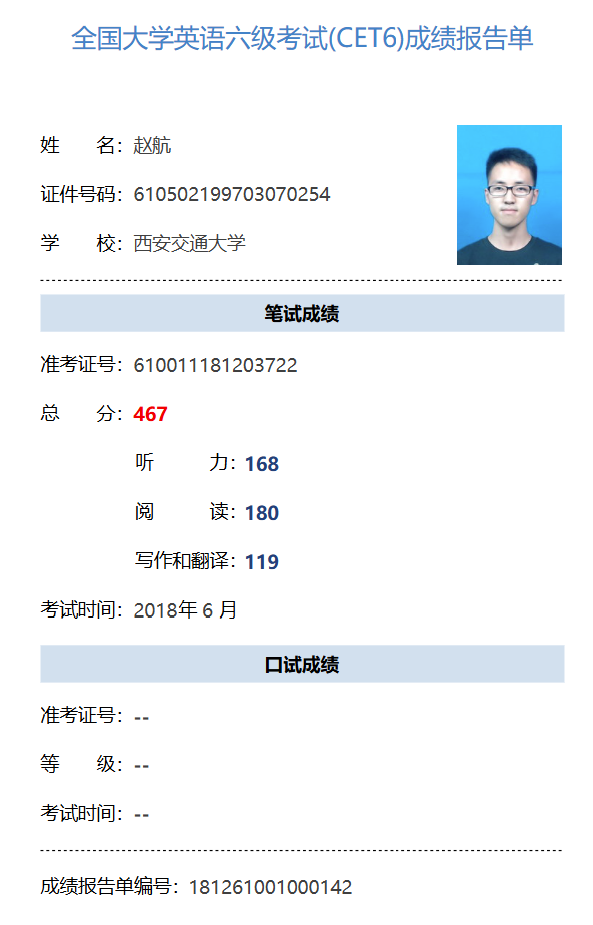 全国大学英语六级考试(CET6)成绩报告单
姓 名：赵航
证件号码：610502199703070254
学 校：西安交通大学
笔试成绩
准考证号：610011181203722
总 分：467
听 力：168
阅 读：180
写作和翻译：119
考试时间：2018年 6 月
口试成绩
准考证号：--
等 级：--
考试时间：--
成绩报告单编号：181261001000142